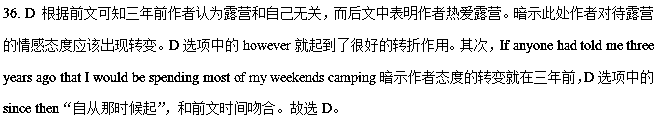 36. D 根据前文可知三年前作者认为露营和自己无关，而后文中表明作者热爱露营。暗示此处作者对待露营
的情感态度应该出现转变。D 选项中的 however 就起到了很好的转折作用。其次，If anyone had told me three
years ago that I would be spending most of my weekends camping 暗示作者态度的转变就在三年前，D 选项中的
since then “自从那时候起”，和前文时间吻合。故选 D。